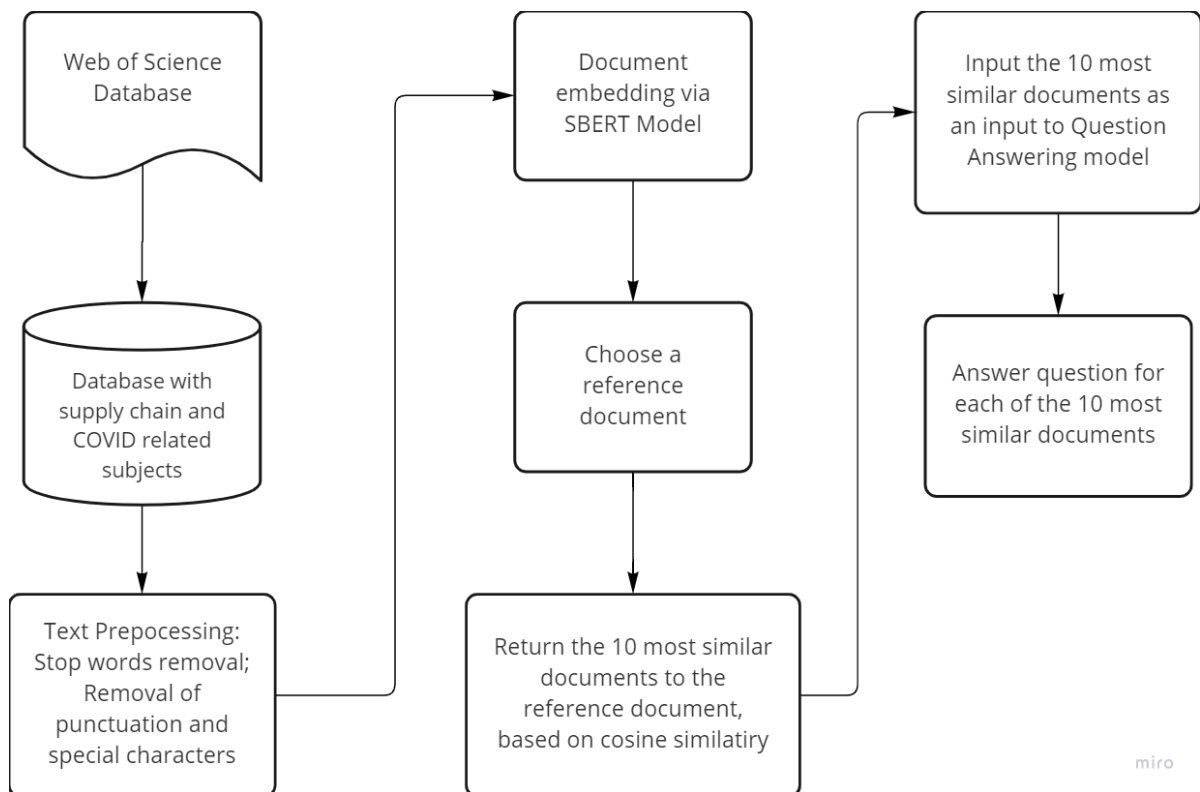 Web of Science
Database
Database with
supply chain and
COVID related
subjects
Text Prepocessing:
Stop words removal;
Removal of
punctuation and
special characters
Document
embedding via
SBERT Model
Choose a
reference
document
Return the 10 most similar
documents to the
reference document,
based on cosine similatiry
Input the 10 most
similar documents as
an input to Question
Answering model
Answer question for
each of the 10 most
similar documents
miro